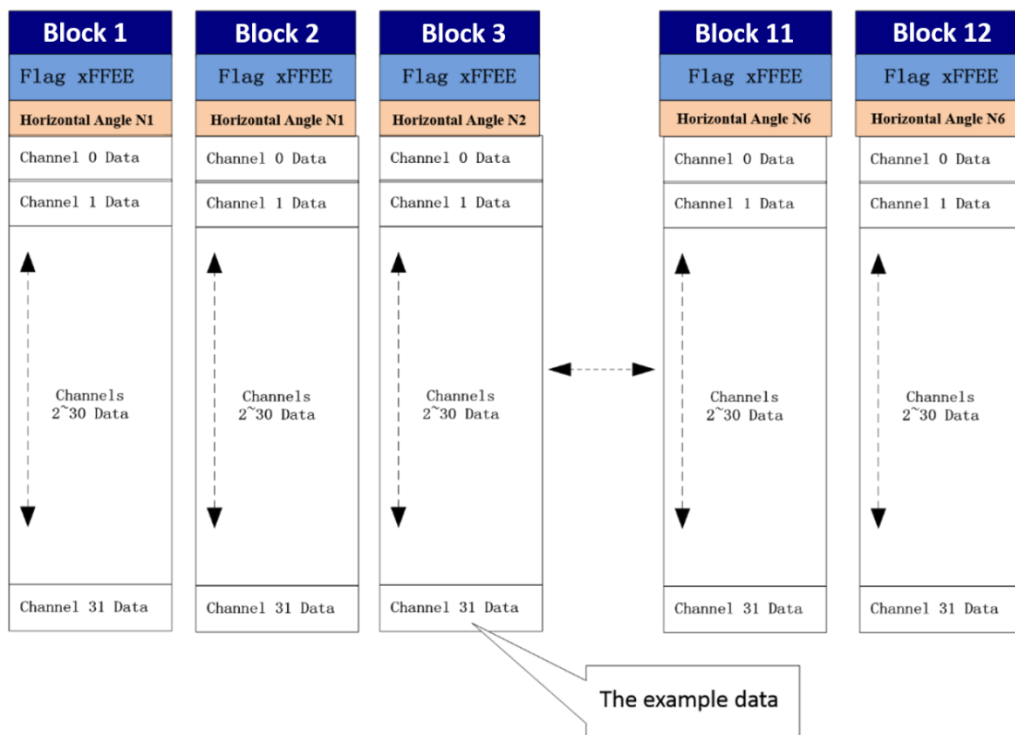 Block 1
Flag xFFEE
Horizontal Angle N1
Channel 0 Data
Channel 1 Data
Channels
2~30 Data
Channel 31 Data
Block 2
Flag xFFEE
Horizontal Angle N1
Channel 0 Data
Channel 1 Data
Channels
2~30 Data
Channel 31 Data
Block 3
Flag xFFEE
Horizontal Angle N2
Channel 0 Data
Channel 1 Data
Channels
2~30 Data
Channel 31 Data
The example data
Block 11
Flag xFFEE
Horizontal Angle N6
Channel 0 Data
Channel 1 Data
Channels
2~30 Data
Channel 31 Data
Block 12
Flag xFFEE
Horizontal Angle N6
Channel 0 Data
Channel 1 Data
Channels
2~30 Data
Channel 31 Data